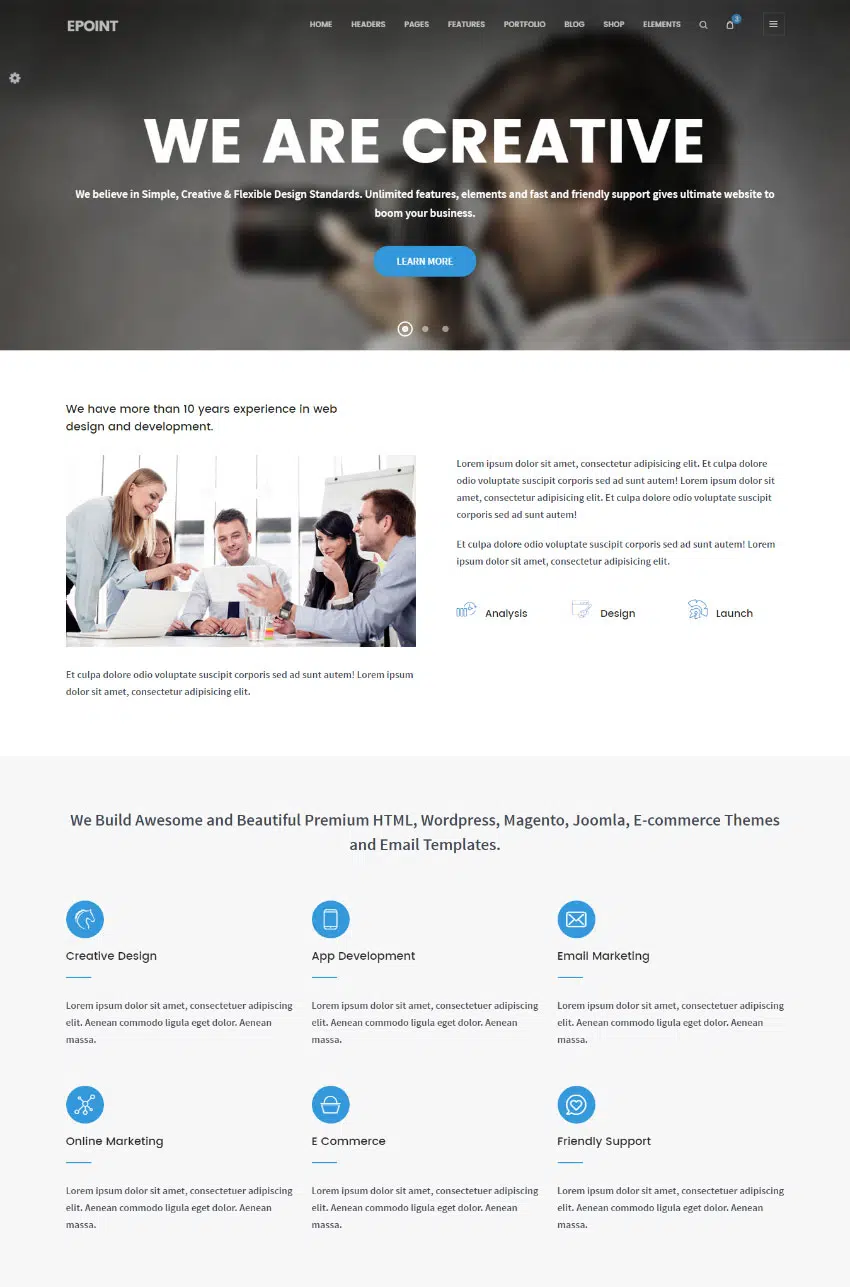 EPOINT
HOME HEADERS PAGES FEATURES PORTFOLIO BLOG SHOP ELEMENTS 3
WE ARE CREATIVE
We believe in Simple, Creative & Flexible Design Standards. Unlimited features, elements and fast and friendly support gives ultimate website to
boom your business.
LEARN MORE
We have more than 10 years experience in web
design and development.
Et culpa dolore odio voluptate suscipit corporis sed ad sunt autem! Lorem ipsum
dolor sit amet, consectetur adipisicing elit.
Lorem ipsum dolor sit amet, consectetur adipisicing elit. Et culpa dolore
odio voluptate suscipit corporis sed ad sunt autem! Lorem ipsum dolor sit
amet, consectetur adipisicing elit. Et culpa dolore odio voluptate suscipit
corporis sed ad sunt autem!
Et culpa dolore odio voluptate suscipit corporis sed ad sunt autem! Lorem
ipsum dolor sit amet, consectetur adipisicing elit.
Analysis
Design
Launch
We Build Awesome and Beautiful Premium HTML, Wordpress, Magento, Joomla, E-commerce Themes
and Email Templates.
Creative Design
Lorem ipsum dolor sit amet, consectetuer adipiscing
elit. Aenean commodo ligula eget dolor. Aenean
massa.
App Development
Lorem ipsum dolor sit amet, consectetuer adipiscing
elit. Aenean commodo ligula eget dolor. Aenean
massa.
Email Marketing
Lorem ipsum dolor sit amet, consectetuer adipiscing
elit. Aenean commodo ligula eget dolor. Aenean
massa.
Online Marketing
Lorem ipsum dolor sit amet, consectetuer adipiscing
elit. Aenean commodo ligula eget dolor. Aenean
massa.
E Commerce
Lorem ipsum dolor sit amet, consectetuer adipiscing
elit. Aenean commodo ligula eget dolor. Aenean
massa.
Friendly Support
Lorem ipsum dolor sit amet, consectetuer adipiscing
elit. Aenean commodo ligula eget dolor. Aenean
massa.